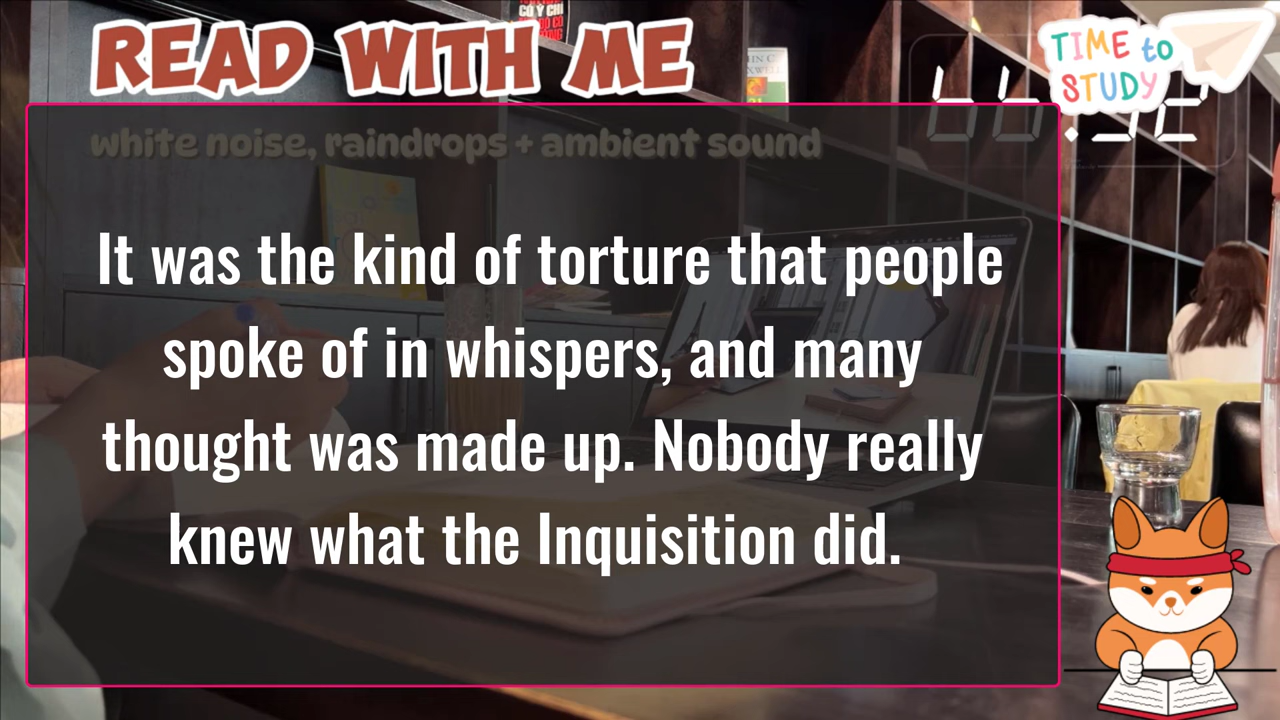 READ WITH ME
TIME to
STUDY
white noise, raindrops + ambient sound
It was the kind of torture that people
spoke of in whispers, and many
thought was made up. Nobody really
knew what the Inquisition did.